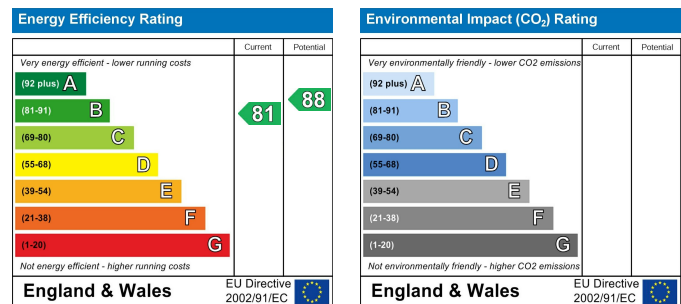 Energy Efficiency Rating
Current Potential
Very energy efficient - lower running costs
(92 plus) A
(81-91) B
81
88
(69-80) C
(55-68) D
(39-54) E
(21-38) F
(1-20) G
Not energy efficient - higher running costs
England & Wales
EU Directive
2002/91/EC
Environmental Impact (CO₂) Rating
Current Potential
Very environmentally friendly - lower CO2 emissions
(92 plus) A
(81-91) B
(69-80) C
(55-68) D
(39-54) E
(21-38) F
(1-20) G
Not environmentally friendly - higher CO2 emissions
England & Wales
EU Directive
2002/91/EC